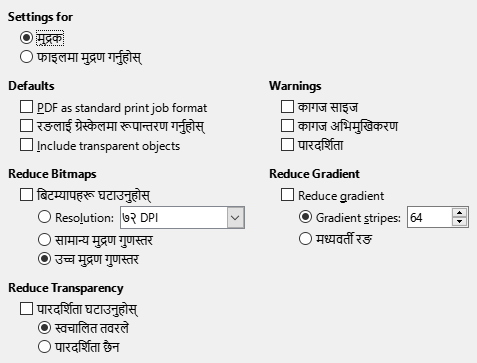 Settings for
मुद्रक
फाइलमा मुद्रण गर्नुहोस्
Defaults
PDF as standard print job format
रङलाई ग्रेस्केलमा रूपान्तरण गर्नुहोस्
Include transparent objects
Warnings
कागज साइज
कागज अभिमुखिकरण
पारदर्शिता
Reduce Bitmaps
बिटम्यापहरू घटाउनुहोस्
Resolution: ७२ DPI
सामान्य मुद्रण गुणस्तर
उच्च मुद्रण गुणस्तर
Reduce Gradient
Reduce gradient
Gradient stripes: 64
मध्यवर्ती रङ
Reduce Transparency
पारदर्शिता घटाउनुहोस्
स्वचालित तवरले
पारदर्शिता छैन